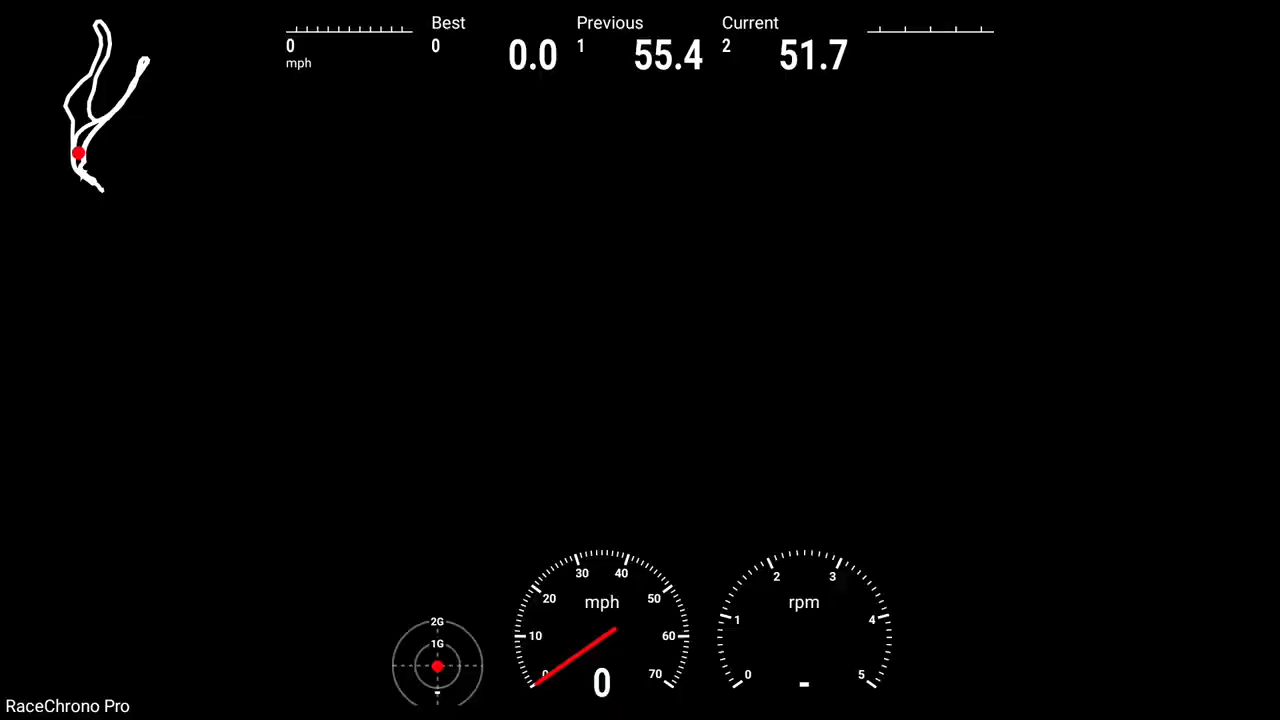 Best Previous Current
0 0 0.0 1 55.4 2 51.7
mph
30 40
2 3
20 mph 50
rpm
2G
1 4
10 60
1G
0 70
0 5
-
0 -
RaceChrono Pro